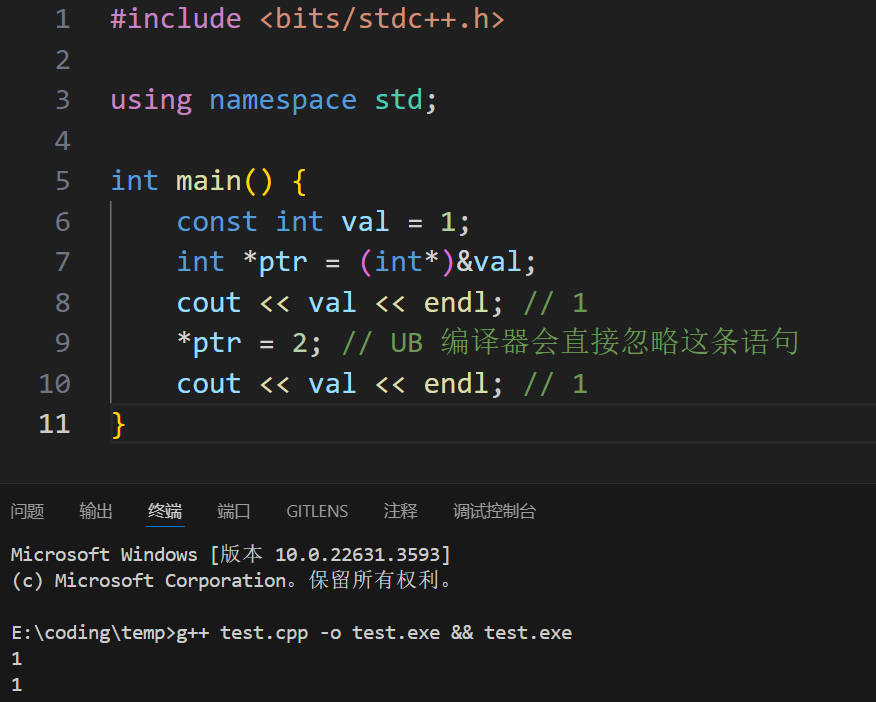 1 #include <bits/stdc++.h>
2
3 using namespace std;
4
5 int main() {
6     const int val = 1;
7     int *ptr = (int*)&val;
8     cout << val << endl; // 1
9     *ptr = 2; // UB 编译器会直接忽略这条语句
10     cout << val << endl; // 1
11 }
问题 输出 终端 端口 GITLENS 注释 调试控制台
Microsoft Windows [版本 10.0.22631.3593]
(c) Microsoft Corporation。保留所有权利。
E:\coding\temp>g++ test.cpp -o test.exe && test.exe
1
1